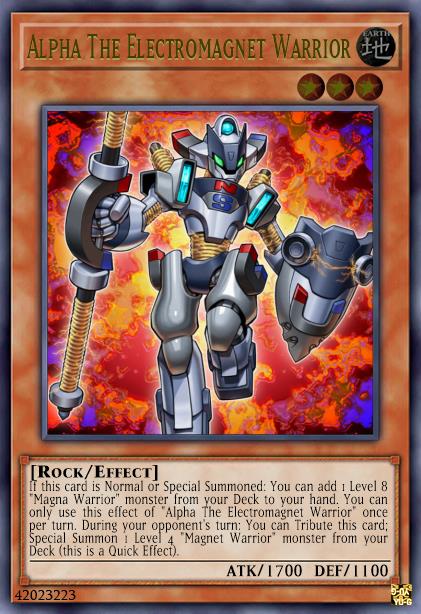 Alpha The Electromagnet Warrior
EARTH
地
N
S
[Rock/Effect]
If this card is Normal or Special Summoned: You can add 1 Level 8
"Magna Warrior" monster from your Deck to your hand. You can
only use this effect of "Alpha The Electromagnet Warrior" once
per turn. During your opponent's turn: You can Tribute this card;
Special Summon 1 Level 4 "Magnet Warrior" monster from your
Deck (this is a Quick Effect).
ATK/1700 DEF/1100
42023223